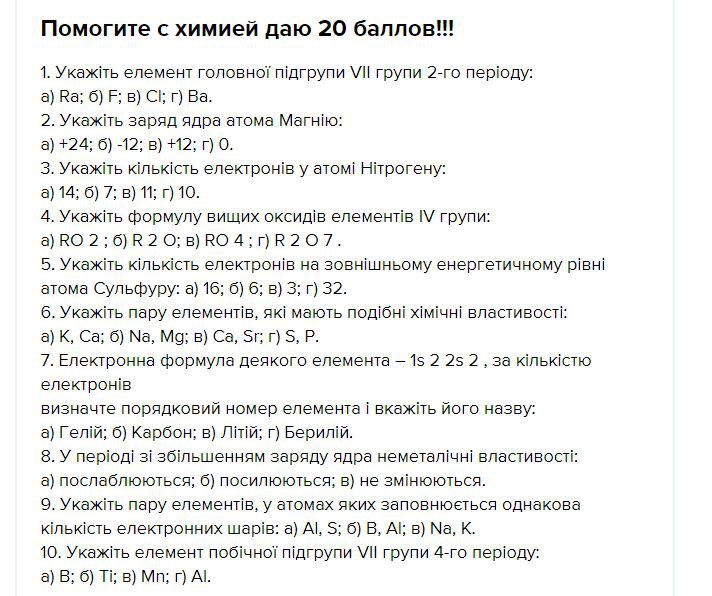 Помогите с химией даю 20 баллов!!!
1. Укажіть елемент головної підгрупи VII групи 2-го періоду:
а) Ra; б) F; в) Cl; г) Ba.
2. Укажіть заряд ядра атома Магнію:
а) +24; б) -12; в) +12; г) 0.
3. Укажіть кількість електронів у атомі Нітрогену:
а) 14; б) 7; в) 11; г) 10.
4. Укажіть формулу вищих оксидів елементів IV групи:
а) RO 2 ; б) R 2 O; в) RO 4 ; г) R 2 O 7 .
5. Укажіть кількість електронів на зовнішньому енергетичному рівні
атома Сульфуру: а) 16; б) 6; в) 3; г) 32.
6. Укажіть пару елементів, які мають подібні хімічні властивості:
а) K, Ca; б) Na, Mg; в) Ca, Sr; г) S, P.
7. Електронна формула деякого елемента – 1s 2 2s 2 , за кількістю
електронів
визначте порядковий номер елемента і вкажіть його назву:
а) Гелій; б) Карбон; в) Літій; г) Берилій.
8. У періоді зі збільшенням заряду ядра неметалічні властивості:
а) послаблюються; б) посилюються; в) не змінюються.
9. Укажіть пару елементів, у атомах яких заповнюється однакова
кількість електронних шарів: а) Al, S; б) B, Al; в) Na, K.
10. Укажіть елемент побічної підгрупи VII групи 4-го періоду:
а) B; б) Ti; в) Mn; г) Al.